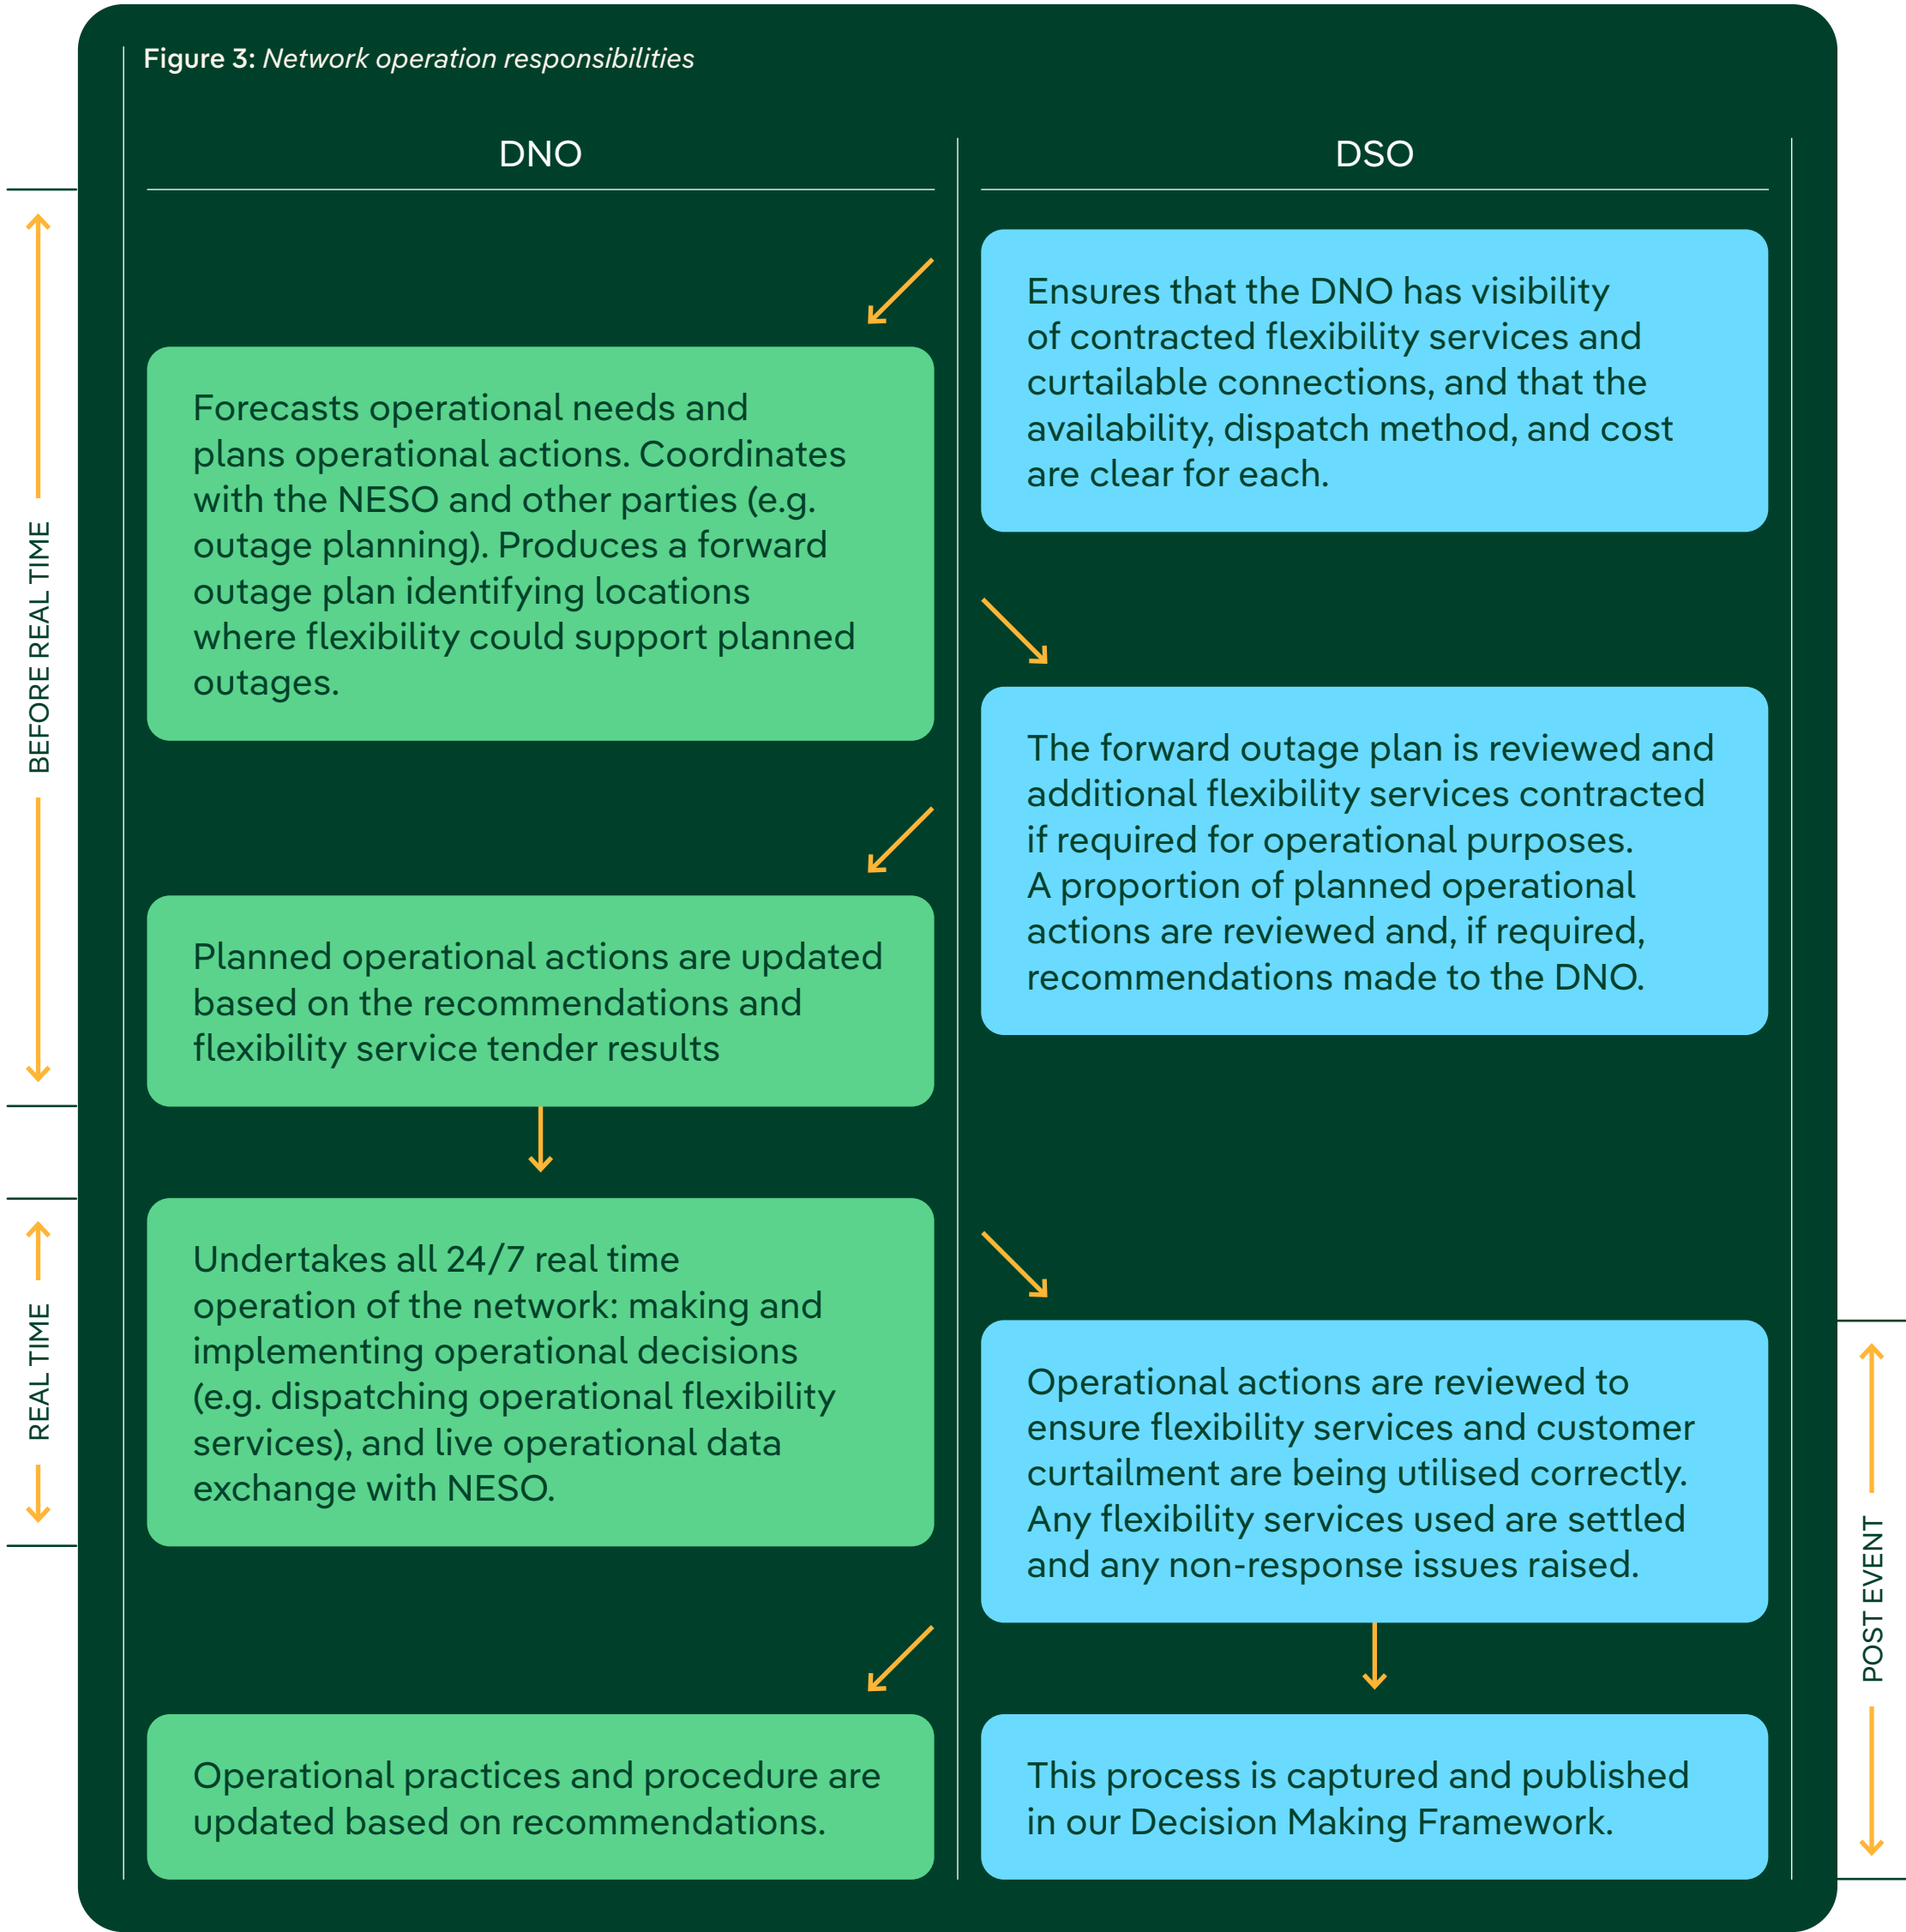 Figure 3: Network operation responsibilities
DNO
DSO
BEFORE REAL TIME
Ensures that the DNO has visibility
of contracted flexibility services and
curtailable connections, and that the
availability, dispatch method, and cost
are clear for each.
Forecasts operational needs and
plans operational actions. Coordinates
with the NESO and other parties (e.g.
outage planning). Produces a forward
outage plan identifying locations
where flexibility could support planned
outages.
The forward outage plan is reviewed and
additional flexibility services contracted
if required for operational purposes.
A proportion of planned operational
actions are reviewed and, if required,
recommendations made to the DNO.
Planned operational actions are updated
based on the recommendations and
flexibility service tender results
REAL TIME
Undertakes all 24/7 real time
operation of the network: making and
implementing operational decisions
(e.g. dispatching operational flexibility
services), and live operational data
exchange with NESO.
POST EVENT
Operational actions are reviewed to
ensure flexibility services and customer
curtailment are being utilised correctly.
Any flexibility services used are settled
and any non-response issues raised.
Operational practices and procedure are
updated based on recommendations.
This process is captured and published
in our Decision Making Framework.